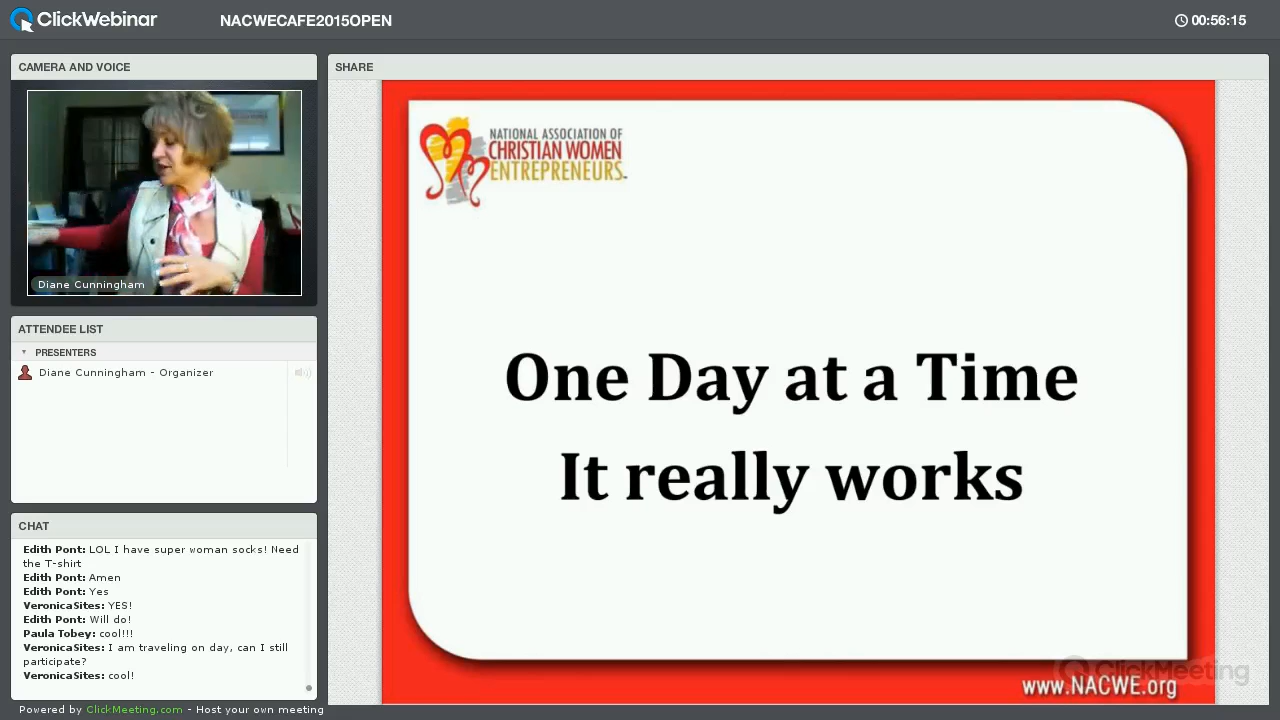 ClickWebinar
NACWECAFE2015OPEN
00:56:15
CAMERA AND VOICE
Diane Cunningham
ATTENDEE LIST
PRESENTERS
Diane Cunningham - Organizer
CHAT
Edith Pont: LOL I have super woman socks I need
the T-shirt
Edith Pont: Amen
Edith Pont: Yes
VeronicaSites: YES!
Edith Pont: Will do!
Paula Tobey: cool!!!
Edith Pont: I am traveling on day, can I still
participate?
VeronicaSites: cool!
Powered by ClickMeeting.com - Host your own meeting
SHARE
NATIONAL ASSOCIATION OF
CHRISTIAN WOMEN
ENTREPRENEURS
One Day at a Time
It really works
ClickMeeting
www.NACWE.org